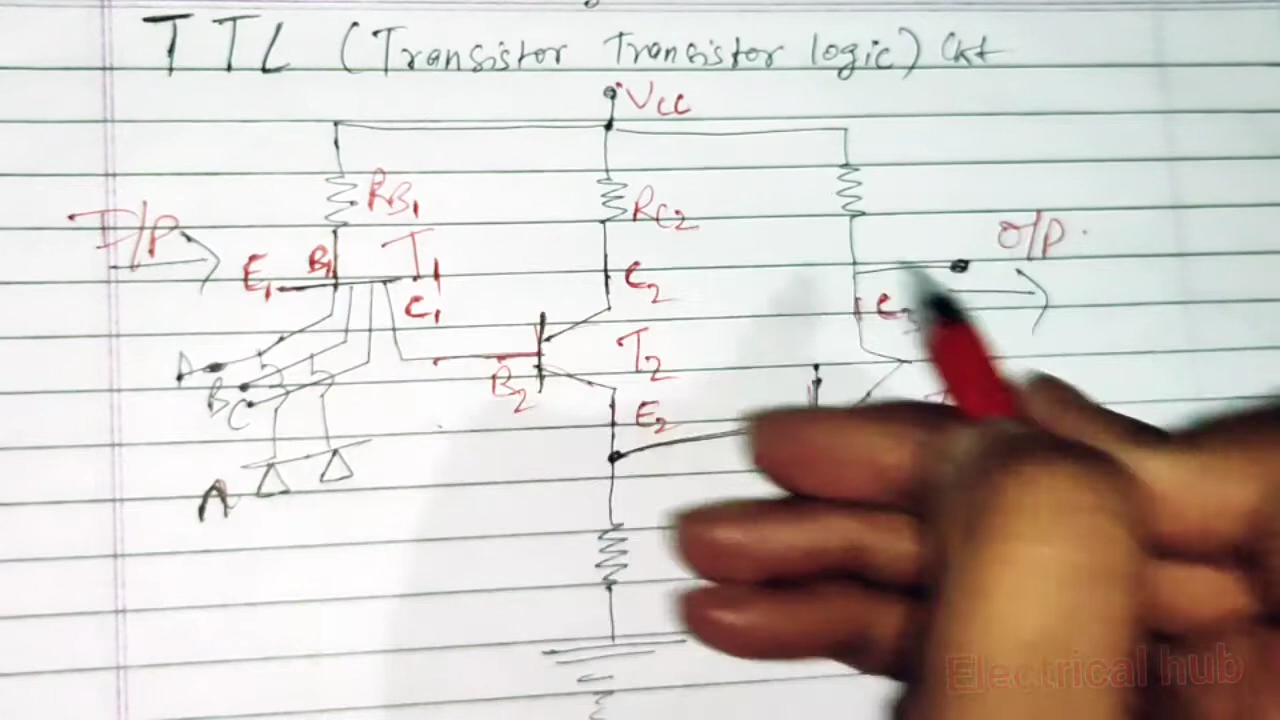 TTL (Transistor Transistor logic) Ckt
VCC
RB1
RC2
I/P
O/P.
E1 B1 T1
C1
C2
T2
B2
E2
A
B
C
A
Electrical hub